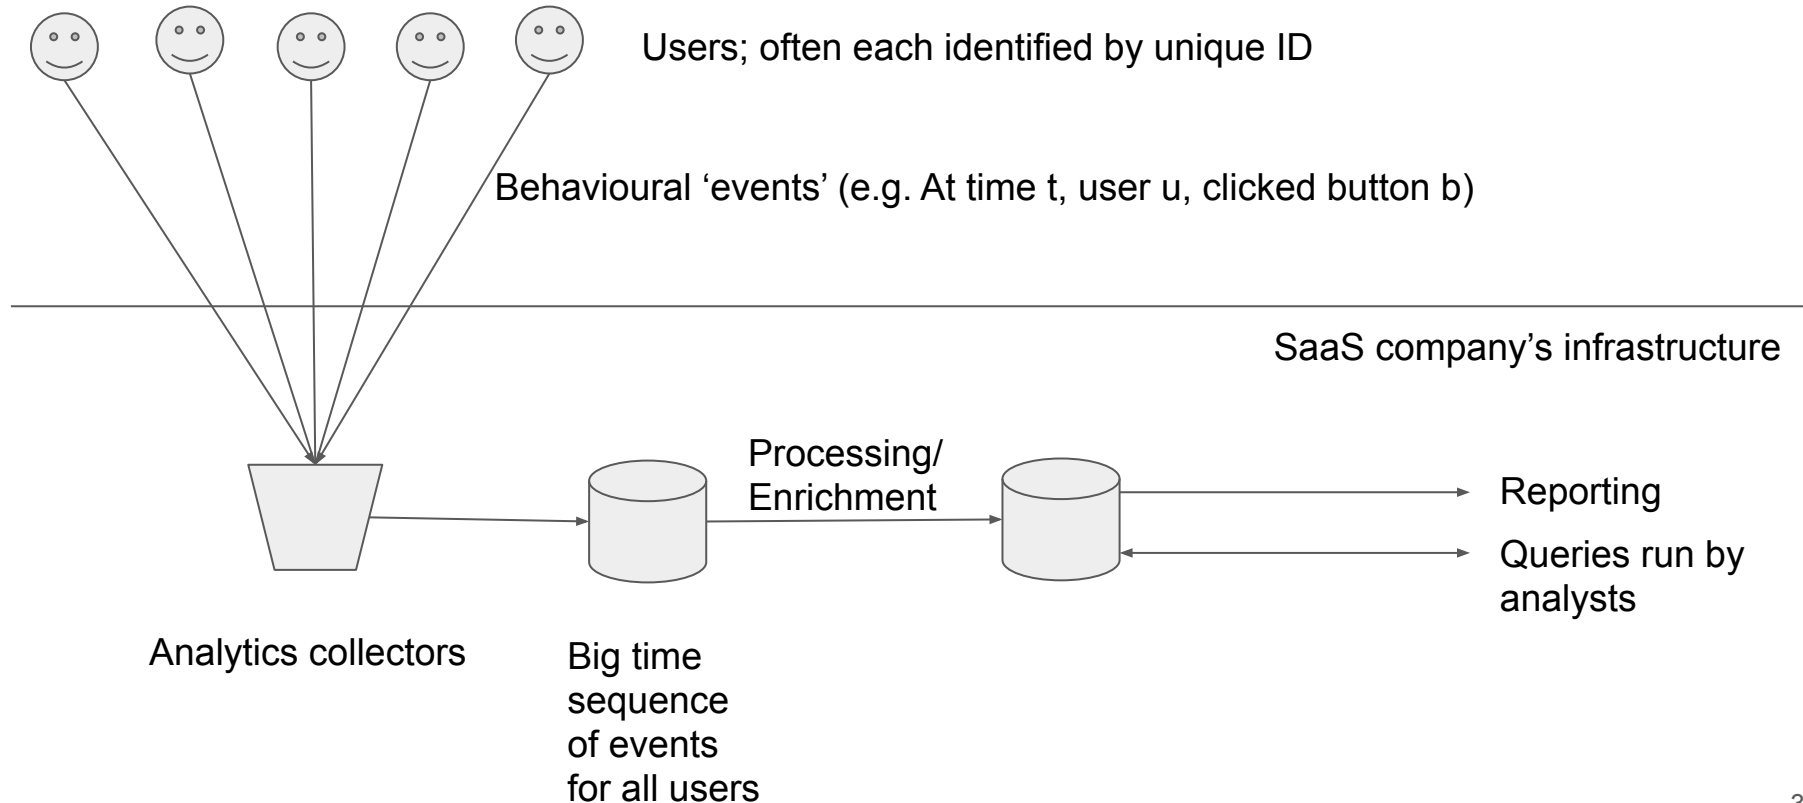 Users; often each identified by unique ID
Behavioural ‘events’ (e.g. At time t, user u, clicked button b)
SaaS company’s infrastructure
Processing/
Enrichment
Reporting
Queries run by
analysts
Analytics collectors
Big time
sequence
of events
for all users
3